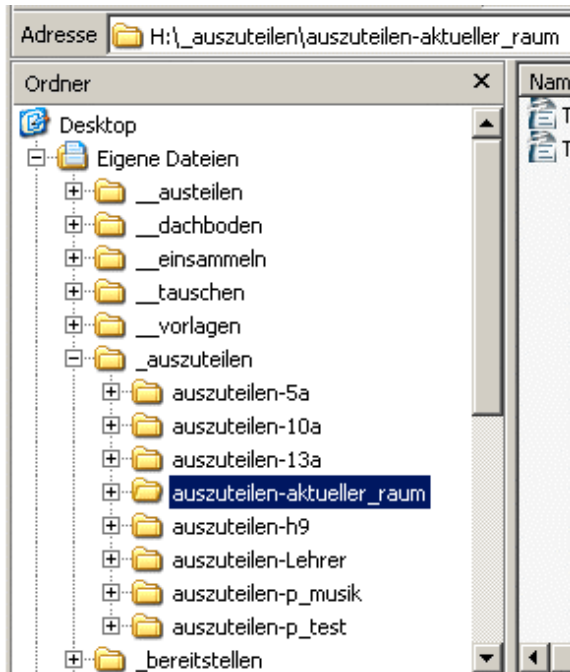 Adresse H:\_auszuteilen\auszuteilen-aktueller_raum
Ordner
Desktop
Eigene Dateien
__austeilen
__dachboden
__einsammeln
__tauschen
__vorlagen
_auszuteilen
auszuteilen-5a
auszuteilen-10a
auszuteilen-13a
auszuteilen-aktueller_raum
auszuteilen-h9
auszuteilen-Lehrer
auszuteilen-p_musik
auszuteilen-p_test
_bereitstellen
Nam
T
T